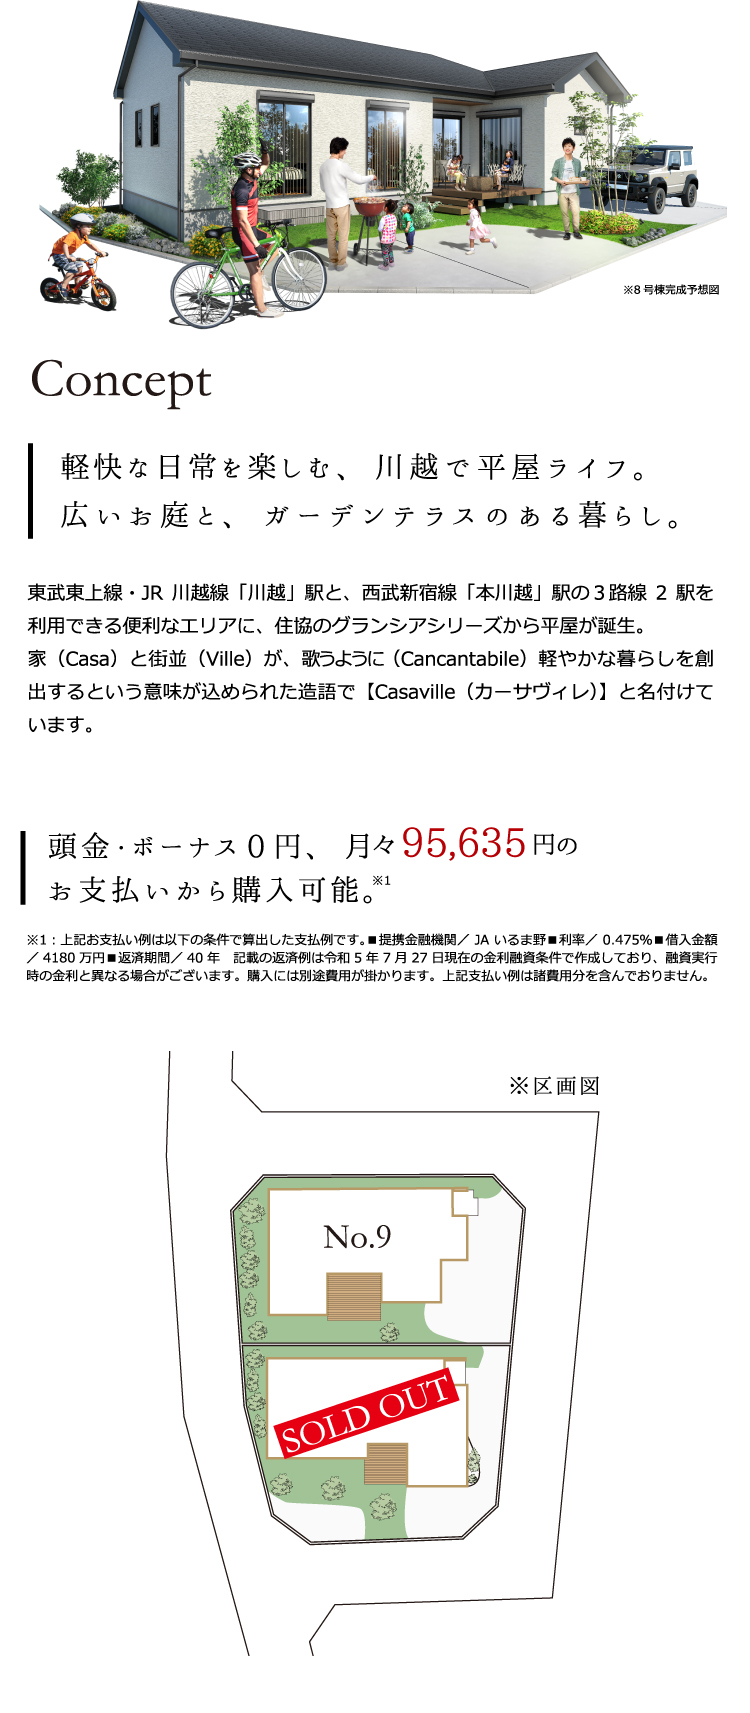 ※8号棟完成予想図
Concept
軽快な日常を楽しむ、川越で平屋ライフ。
広いお庭と、ガーデンテラスのある暮らし。
東武東上線・JR 川越線「川越」駅と、西武新宿線「本川越」駅の３路線 2 駅を
利用できる便利なエリアに、住協のグランシアシリーズから平屋が誕生。
家（Casa）と街並（Ville）が、歌うように（Cancantabile）軽やかな暮らしを創
出するという意味が込められた造語で【Casaville（カーサヴィレ）】と名付けて
います。
頭金・ボーナス０円、月々95,635円の
お支払いから購入可能。※1
※1：上記お支払い例は以下の条件で算出した支払例です。■提携金融機関／ JA いるま野■利率／ 0.475%■借入金額
／ 4180 万円■返済期間／ 40 年　記載の返済例は令和 5 年 7 月 27 日現在の金利融資条件で作成しており、融資実行
時の金利と異なる場合がございます。購入には別途費用が掛かります。上記支払い例は諸費用分を含んでおりません。
※区画図
No.9
SOLD OUT